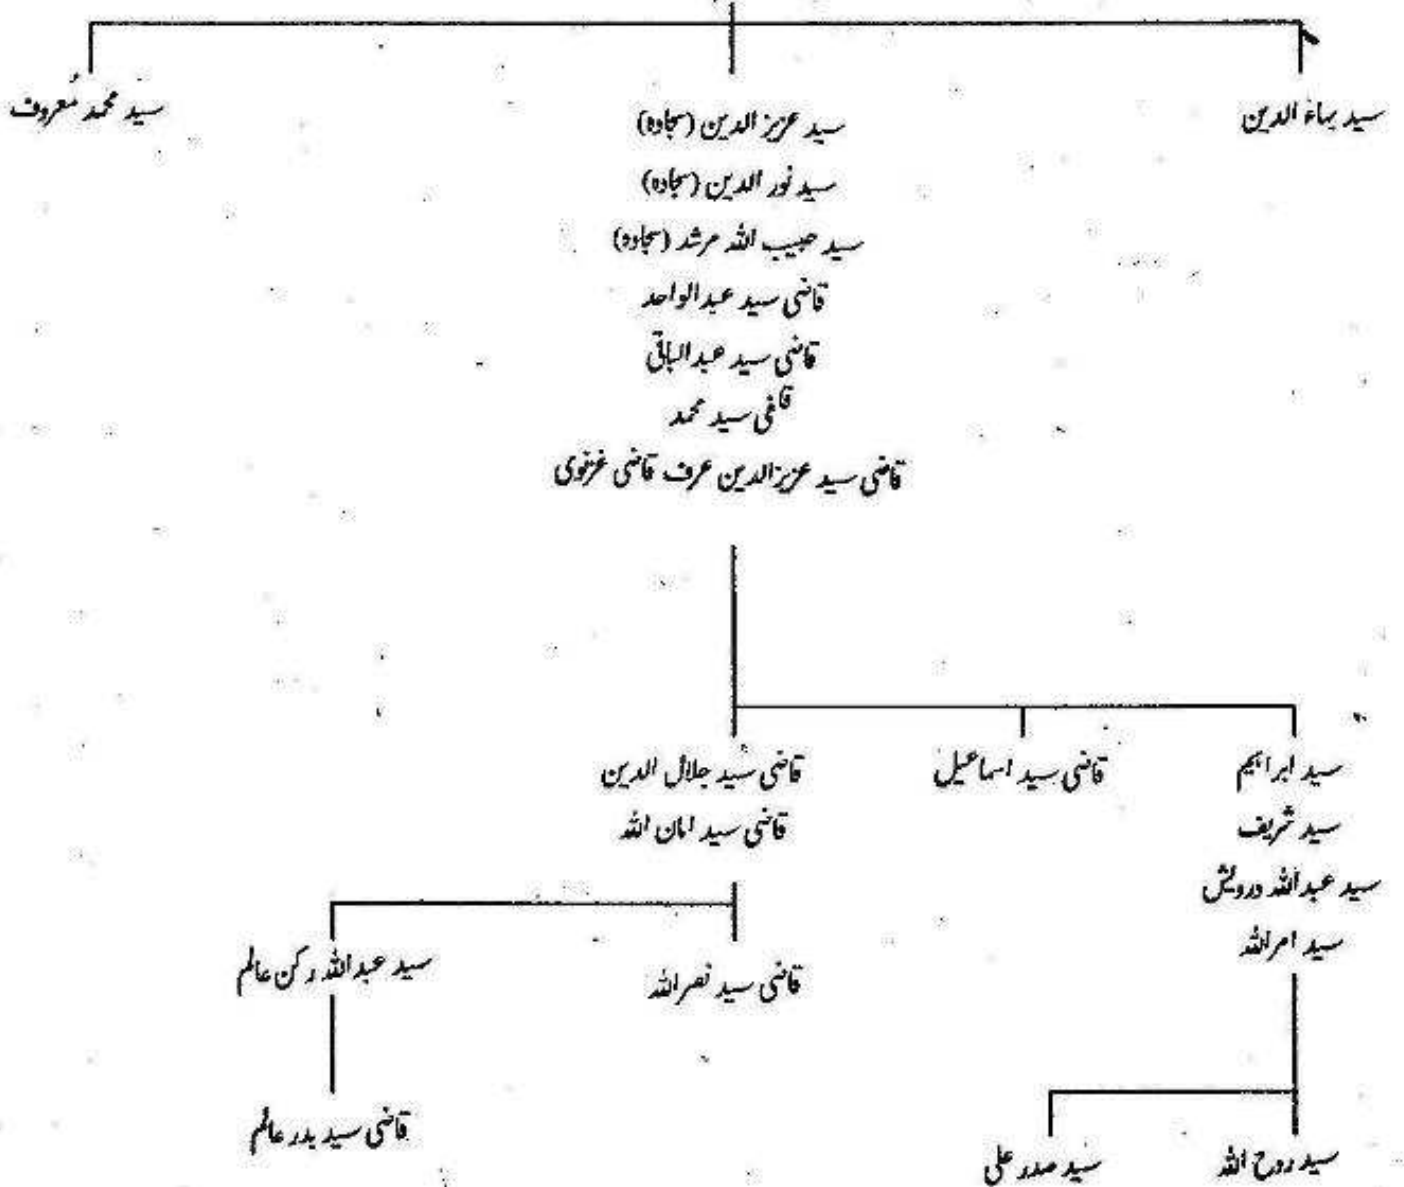 سید بہاءُ الدین
سید عزیز الدین (سجادہ)
سید محمد مُعروف
سید نور الدین (سجادہ)
سید حبیب اللہ مرشد (سجادہ)
قاضی سید عبدالواحد
قاضی سید عبدالباقی
قاضی سید محمد
قاضی سید عزیزالدین عرف قاضی غزنوی
سید ابراہیم
قاضی سید اسماعیل
قاضی سید جلال الدین
سید شریف
قاضی سید امان اللہ
سید عبداللہ درویش
سید امراللہ
قاضی سید نصراللہ
سید عبداللہ رکن عالم
قاضی سید بدر عالم
سید روح اللہ
سید صدر علی